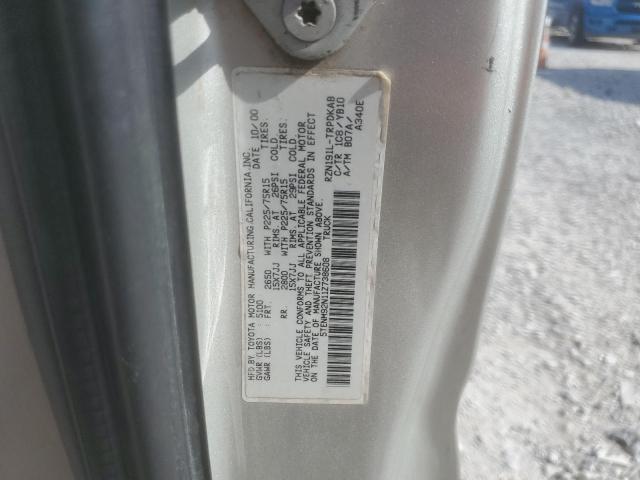 MFD BY TOYOTA MOTOR MANUFACTURING CALIFORNIA INC.
GVWR (LBS) : 5100 DATE 10/00
GAWR (LBS) : FRT. 2650 WITH P225/75R15 TIRES,
15X7JJ RIMS, AT 26PSI COLD.
RR. 2800 WITH P225/75R15 TIRES,
15X7JJ RIMS, AT 29PSI COLD.
THIS VEHICLE CONFORMS TO ALL APPLICABLE FEDERAL MOTOR
VEHICLE SAFETY AND THEFT PREVENTION STANDARDS IN EFFECT
ON THE DATE OF MANUFACTURE SHOWN ABOVE.
5TENM92N11Z738608 TRUCK
RZN191L-TRPDKAB
C/TR 1C8/YB10
A/TM B07A/
A340E